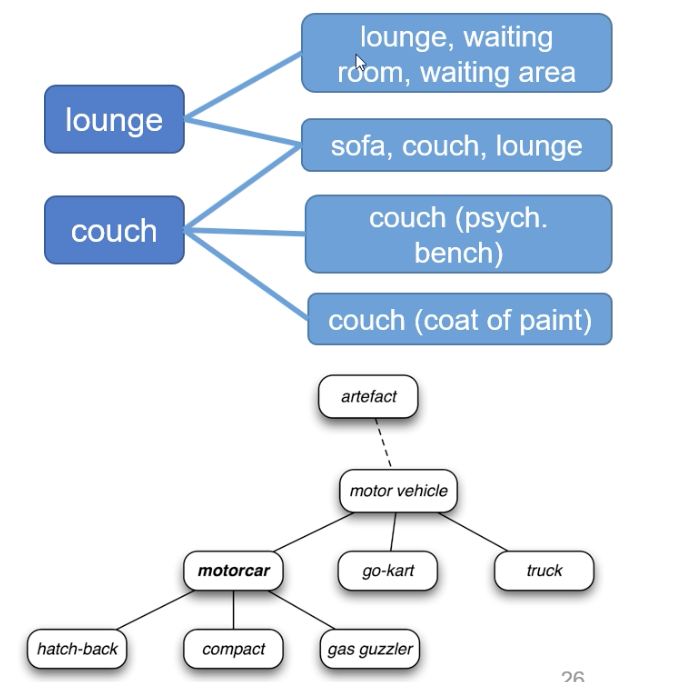 lounge, waiting
room, waiting area
lounge
sofa, couch, lounge
couch
couch (psych.
bench)
couch (coat of paint)
artefact
motor vehicle
motorcar
go-kart
truck
hatch-back
compact
gas guzzler
26